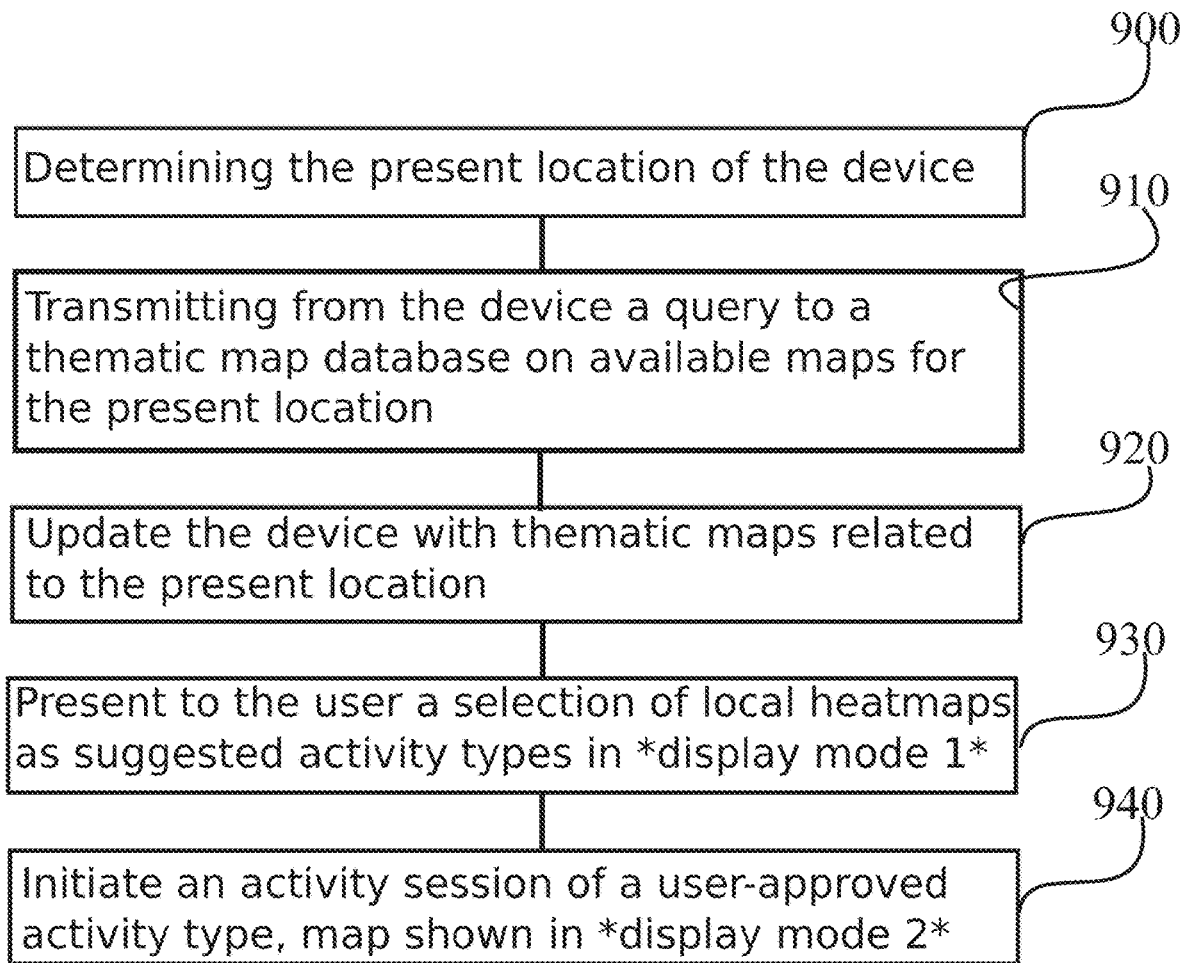 900
Determining the present location of the device
910
Transmitting from the device a query to a
thematic map database on available maps for
the present location
920
Update the device with thematic maps related
to the present location
930
Present to the user a selection of local heatmaps
as suggested activity types in *display mode 1*
940
Initiate an activity session of a user-approved
activity type, map shown in *display mode 2*